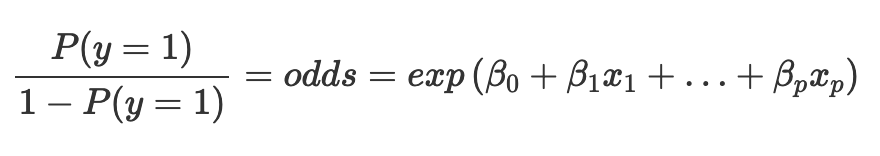 P(y = 1) / 1 − P(y = 1) = odds = exp (β₀ + β₁x₁ + . . . + βₚxₚ)